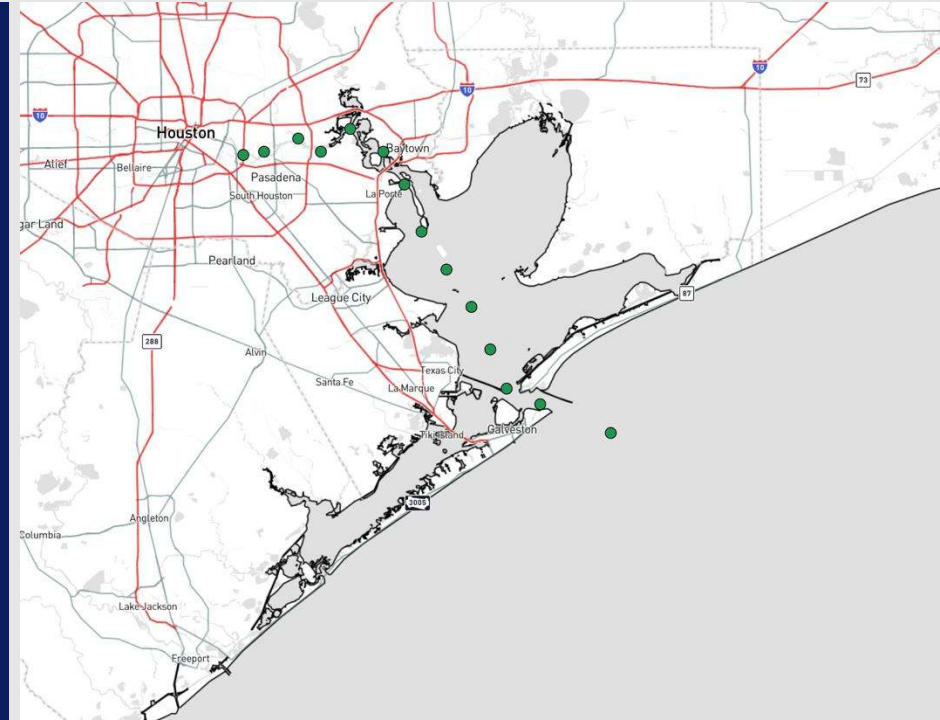 10
73
10
10
Houston
Baytown
Alief
Bellaire
Pasadena
South Houston
La Porte
gar Land
Pearland
87
League City
288
Alvin
Texas City
Santa Fe
La Marque
Tiki Island
Galveston
3005
Angleton
Columbia
Lake Jackson
Freeport